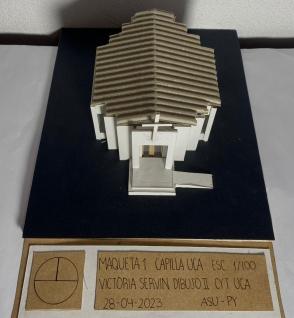 MAQUETA 1 CAPILLA UCA ESC 1/100
VICTORIA SERVIN DIBUJO II CYT UCA
28-04-2023 ASU-PY